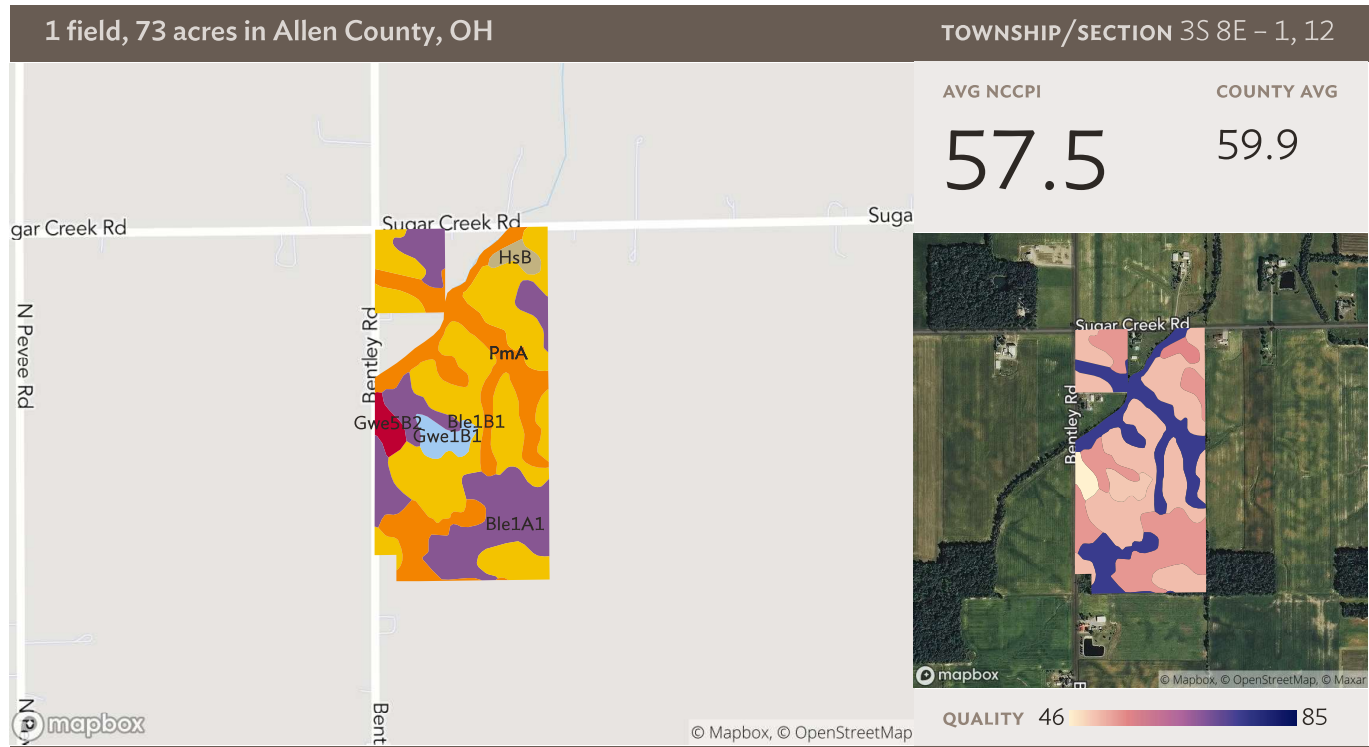 1 field, 73 acres in Allen County, OH
TOWNSHIP/SECTION 3S 8E – 1, 12
AVG NCCPI
COUNTY AVG
57.5
59.9
gar Creek Rd
Sugar Creek Rd
Suga
HsB
N Pevee Rd
Bentley Rd
PmA
Gwe5B2
Ble1B1
Gwe1B1
Ble1A1
Bent
mapbox
© Mapbox, © OpenStreetMap
Sugar Creek Rd
Bentley Rd
mapbox
© Mapbox, © OpenStreetMap, © Maxar
QUALITY 46
85